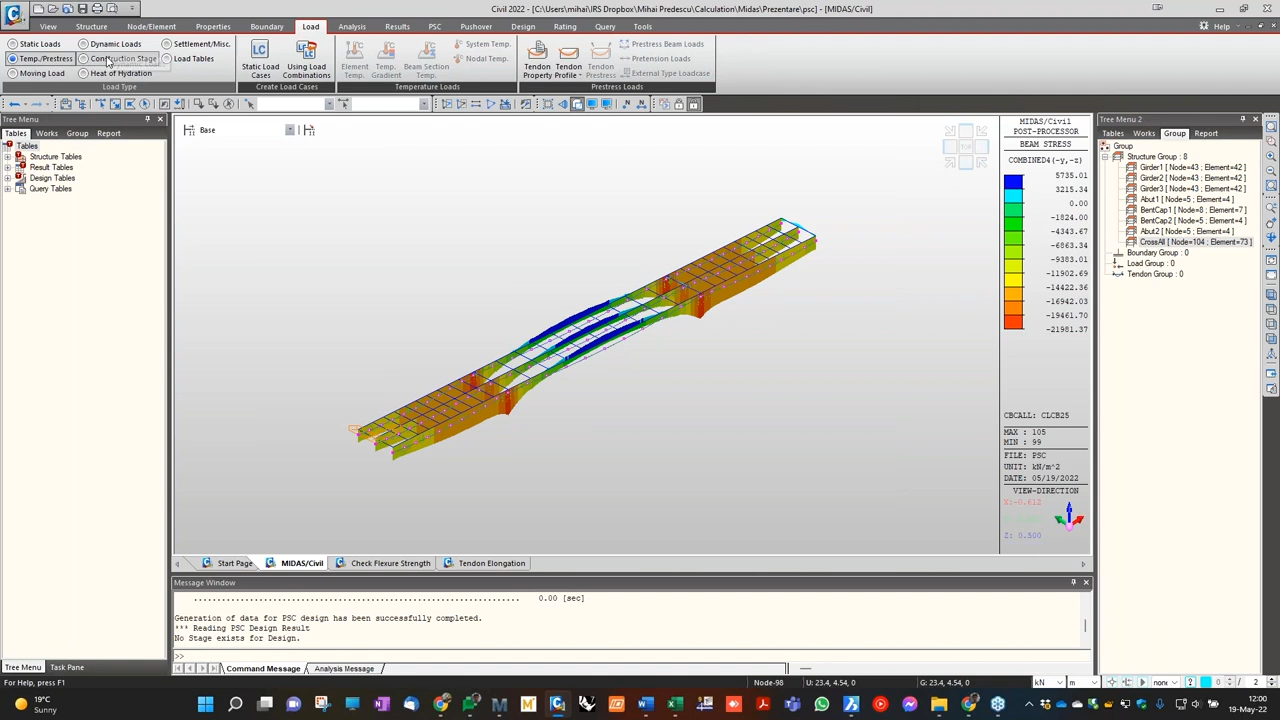 Civil 2022 - [C:\Users\mihai\IRS Dropbox\Mihai Predescu\Calculation\Midas\Prezentare\psc] - [MIDAS/Civil]
View Structure Node/Element Properties Boundary Load Analysis Results PSC Pushover Design Rating Query Tools Help
Static Loads Dynamic Loads Settlement/Misc.
Temp./Prestress Construction Stage Load Tables
Moving Load Heat of Hydration
Load Type
Static Load Cases
Using Load Combinations
Create Load Cases
Element Temp.
Temp. Gradient
Beam Section Temp.
System Temp.
Nodal Temp.
Temperature Loads
Tendon Property
Tendon Profile
Tendon Prestress
Prestress Beam Loads
Pretension Loads
External Type Loadcase
Prestress Loads
Tree Menu
Tables Works Group Report
Tables
Structure Tables
Result Tables
Design Tables
Query Tables
Base
TOP
MIDAS/Civil
POST-PROCESSOR
BEAM STRESS
COMBINED4(-y,-z)
5735.01
3215.34
0.00
-1824.00
-4343.67
-6863.34
-9383.01
-11902.69
-14422.36
-16942.03
-19461.70
-21981.37
CBCALL: CLCB25
MAX : 105
MIN : 99
FILE: PSC
UNIT: kN/m^2
DATE: 05/19/2022
VIEW-DIRECTION
X:-0.612
Z: 0.500
Tree Menu 2
Tables Works Group Report
Group
Structure Group : 8
Girder1 [ Node=43 ; Element=42 ]
Girder2 [ Node=43 ; Element=42 ]
Girder3 [ Node=43 ; Element=42 ]
Abut1 [ Node=5 ; Element=4 ]
BentCap1 [ Node=8 ; Element=7 ]
BentCap2 [ Node=5 ; Element=4 ]
Abut2 [ Node=5 ; Element=4 ]
CrossAll [ Node=104 ; Element=73 ]
Boundary Group : 0
Load Group : 0
Tendon Group : 0
Start Page MIDAS/Civil Check Flexure Strength Tendon Elongation
Message Window
0.00 [sec]
Generation of data for PSC design has been successfully completed.
*** Reading PSC Design Result
No Stage exists for Design.
>>
Command Message Analysis Message
Tree Menu Task Pane
For Help, press F1
Node-98 U: 23.4, 4.54, 0 G: 23.4, 4.54, 0 kN m none 0 / 2
19°C
Sunny
12:00
19-May-22